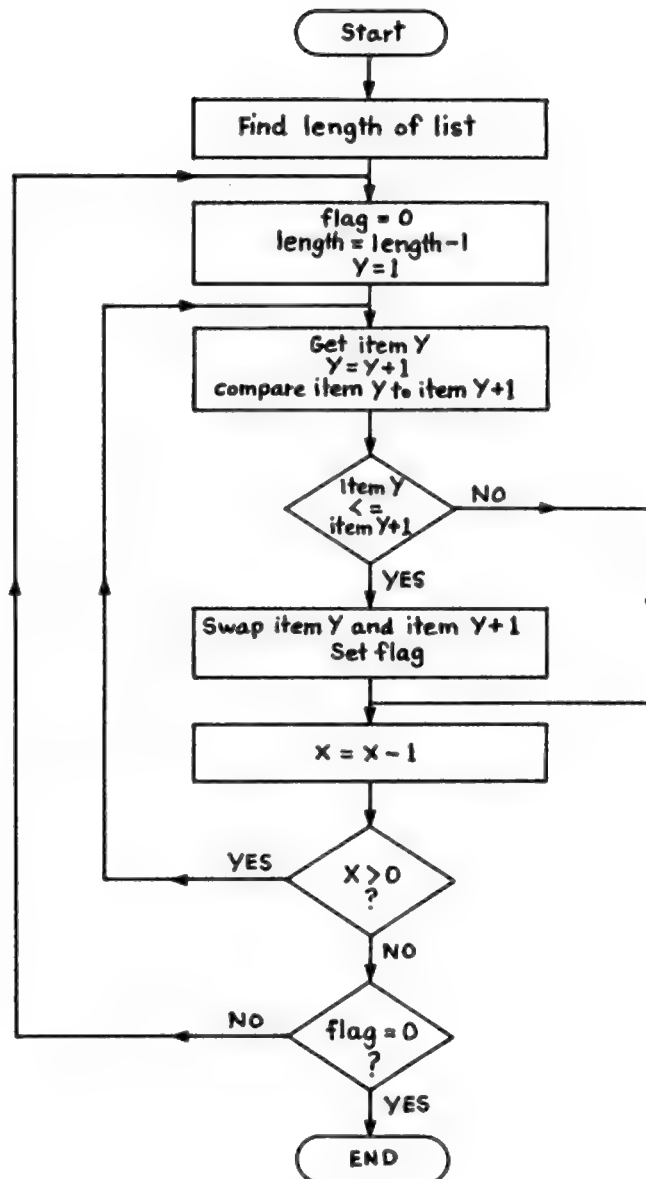 Start
Find length of list
flag = 0
length = length-1
Y = 1
Get item Y
Y = Y+1
compare item Y to item Y+1
Item Y
< =
item Y+1
NO
YES
Swap item Y and item Y+1
Set flag
X = X - 1
YES
X > 0
?
NO
NO
flag = 0
?
YES
END